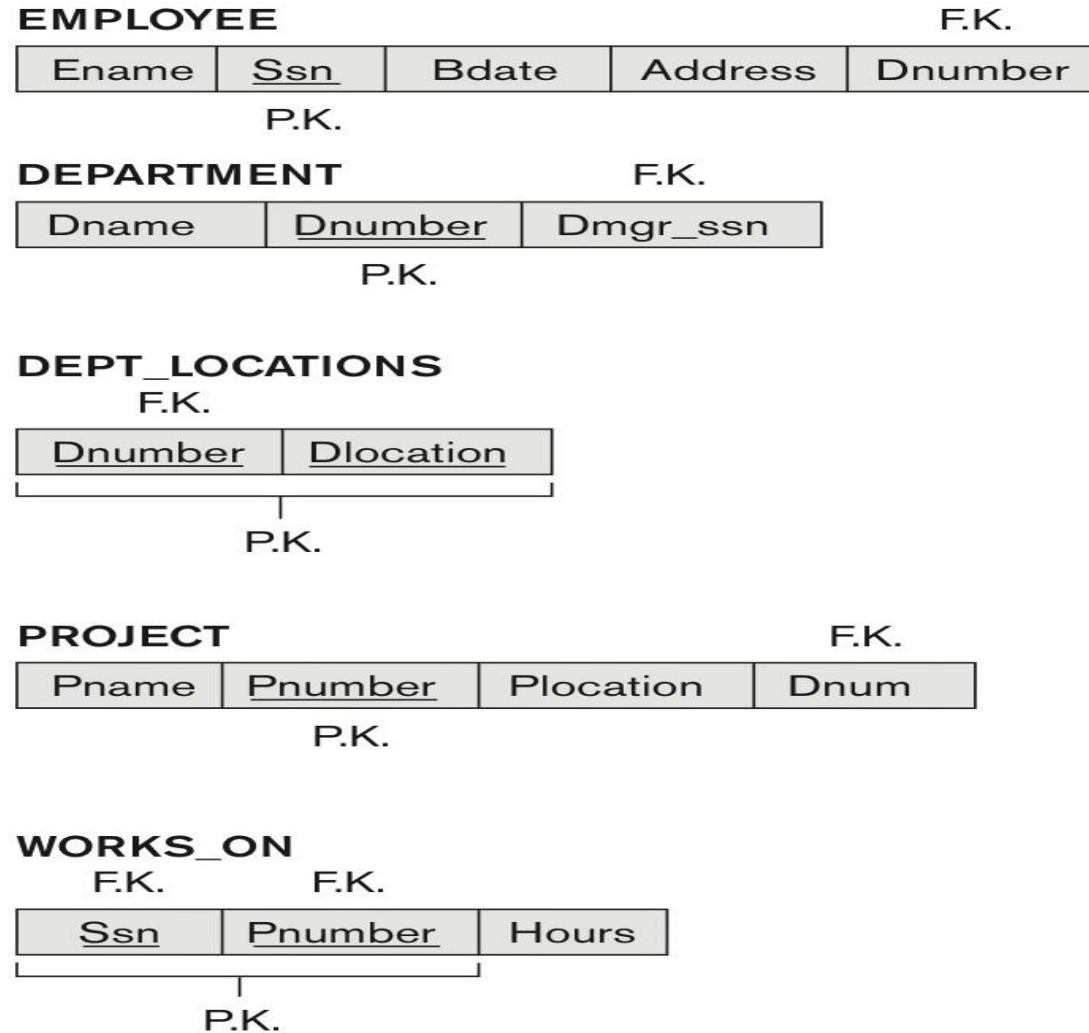 EMPLOYEE F.K.
Ename Ssn Bdate Address Dnumber
P.K.
DEPARTMENT F.K.
Dname Dnumber Dmgr_ssn
P.K.
DEPT_LOCATIONS
F.K.
Dnumber Dlocation
P.K.
PROJECT F.K.
Pname Pnumber Plocation Dnum
P.K.
WORKS_ON
F.K. F.K.
Ssn Pnumber Hours
P.K.